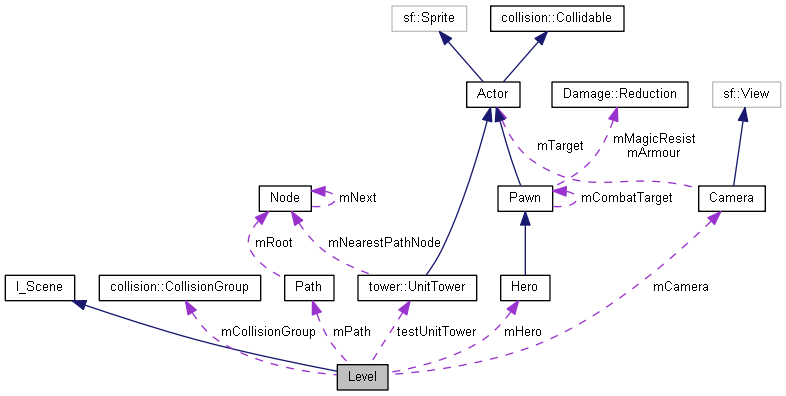 sf::Sprite
collision::Collidable
Actor
Damage::Reduction
sf::View
mTarget
mMagicResist
mArmour
Node
mNext
Pawn
mCombatTarget
Camera
mRoot
mNearestPathNode
I_Scene
collision::CollisionGroup
Path
tower::UnitTower
Hero
mCamera
mCollisionGroup
mPath
testUnitTower
mHero
Level